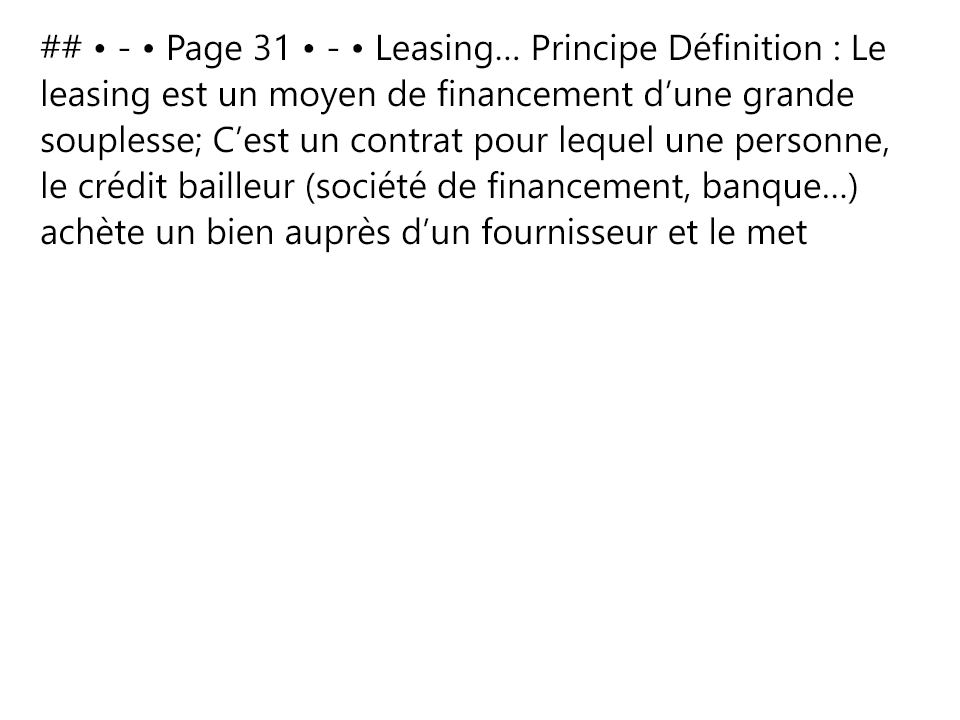 ## • - • Page 31 • - • Leasing… Principe Définition : Le
leasing est un moyen de financement d’une grande
souplesse; C’est un contrat pour lequel une personne,
le crédit bailleur (société de financement, banque…)
achète un bien auprès d’un fournisseur et le met